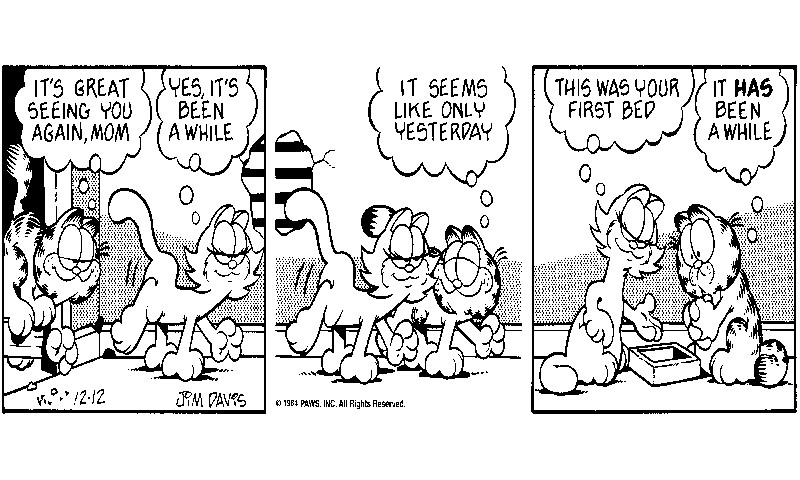 IT'S GREAT
SEEING YOU
AGAIN, MOM
YES, IT'S
BEEN
A WHILE
12-12
JIM DAVIS
IT SEEMS
LIKE ONLY
YESTERDAY
© 1984 PAWS, INC. All Rights Reserved.
THIS WAS YOUR
FIRST BED
IT HAS
BEEN
A WHILE